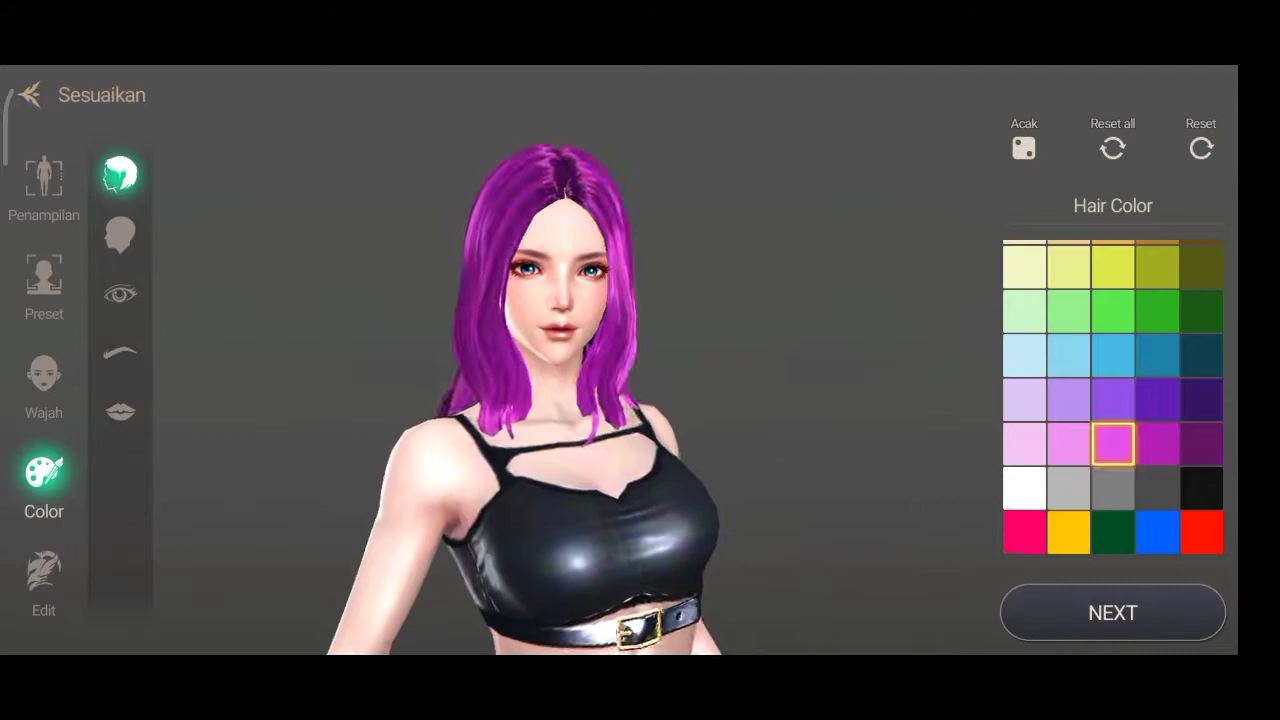 Sesuaikan
Acak
Reset all
Reset
Penampilan
Hair Color
Preset
Wajah
Color
Edit
NEXT